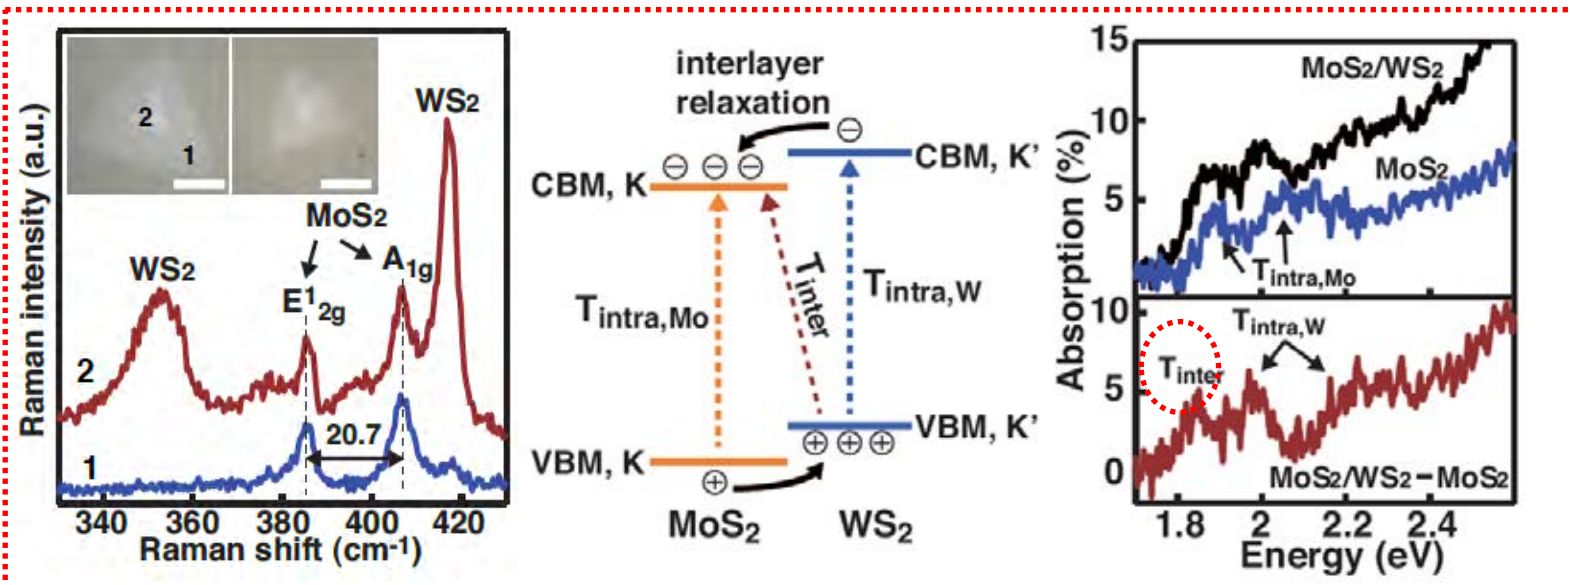 Raman intensity (a.u.)
2
1
WS2
MoS2
WS2
A1g
E¹2g
2
20.7
1
340 360 380 400 420
Raman shift (cm-1)
interlayer
relaxation
CBM, K'
CBM, K
Tintra,Mo
Tinter
Tintra,W
VBM, K'
VBM, K
MoS2
WS2
Absorption (%)
15
MoS2/WS2
10
MoS2
5
Tintra,Mo
10
Tintra,W
Tinter
5
0
MoS2/WS2–MoS2
1.8 2 2.2 2.4
Energy (eV)